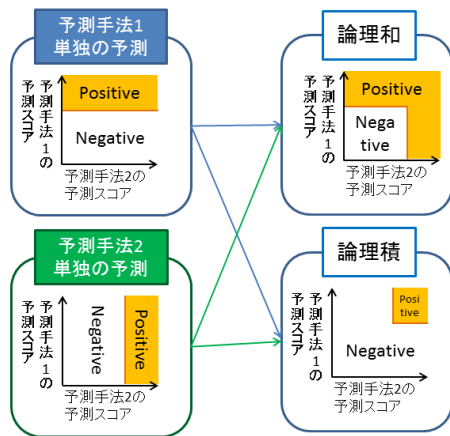 予測手法1
単独の予測
Positive
Negative
予測手法1の
予測スコア
予測手法2の
予測スコア
論理和
Positive
Nega
tive
予測手法1の
予測スコア
予測手法2の
予測スコア
予測手法2
単独の予測
Negative
Positive
予測手法1の
予測スコア
予測手法2の
予測スコア
論理積
Posi
tive
Negative
予測手法1の
予測スコア
予測手法2の
予測スコア